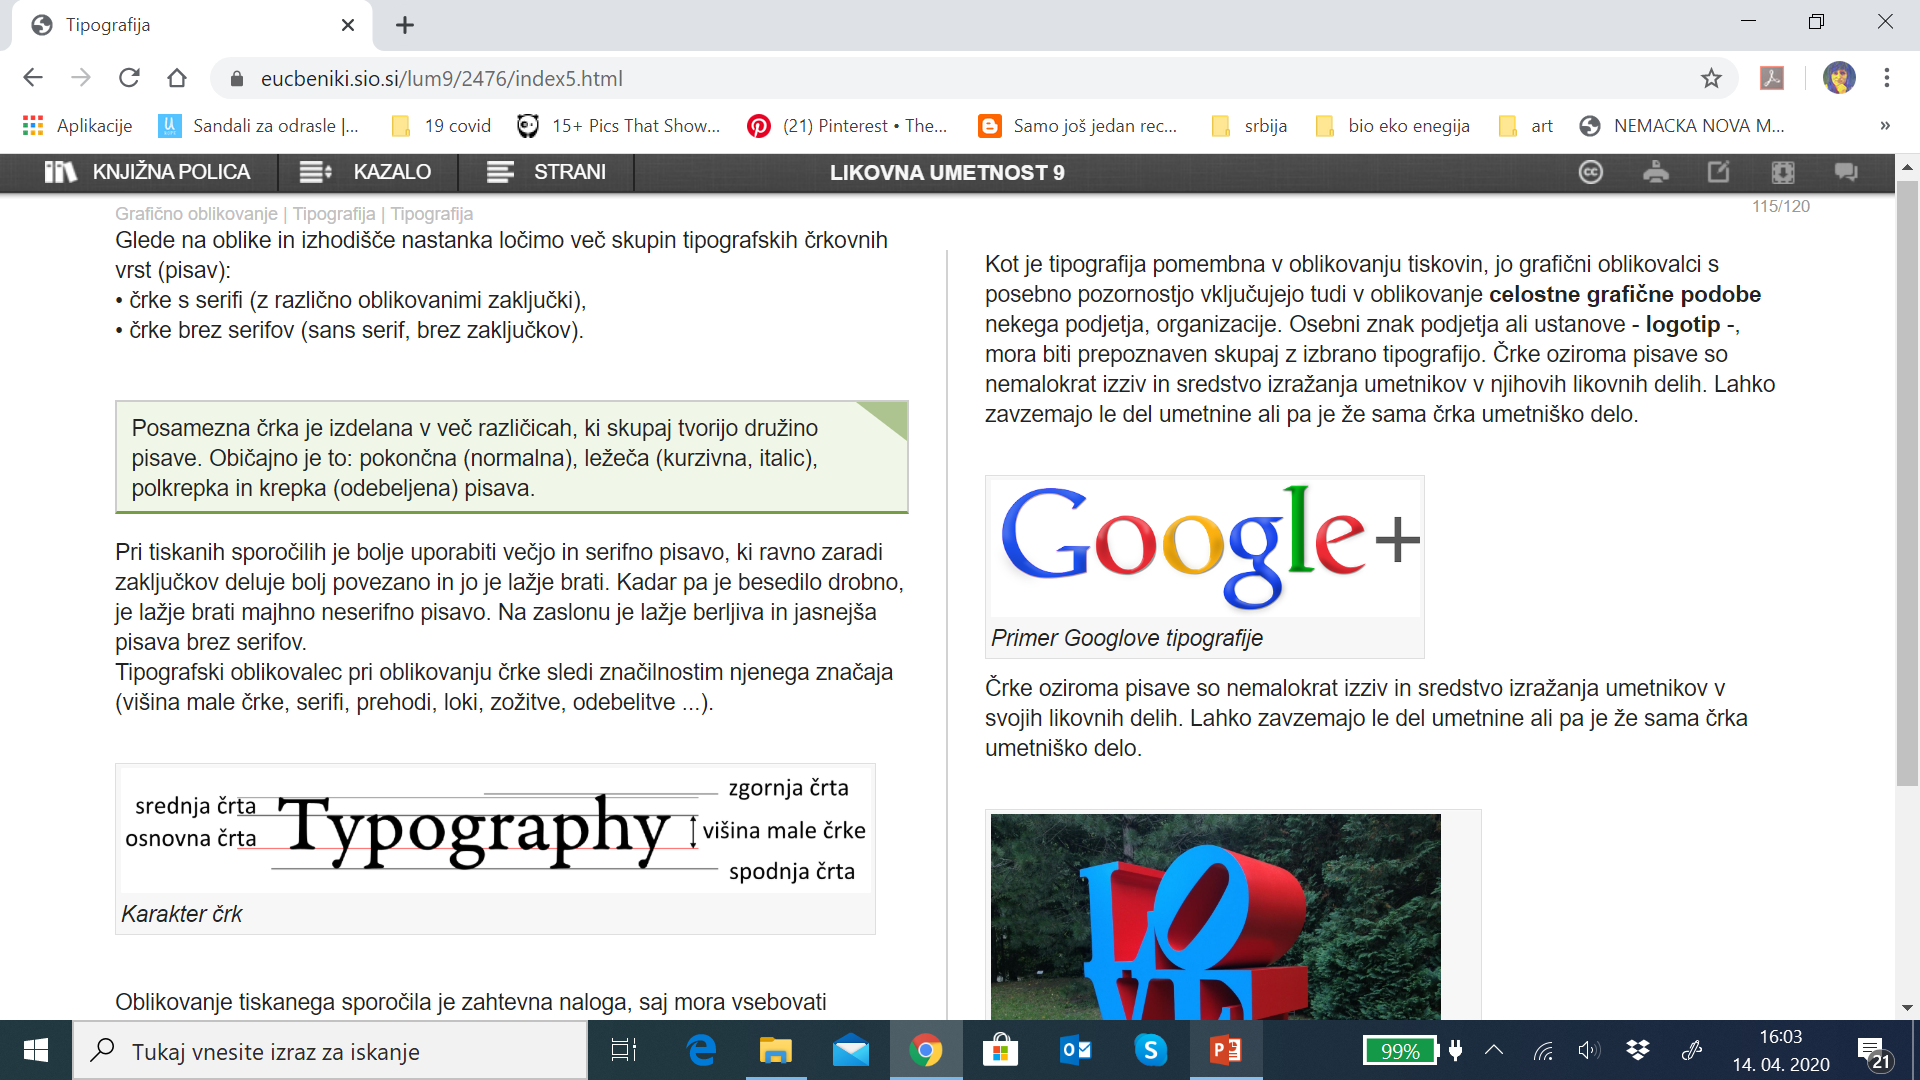 Tipografija
eucbeniki.sio.si/lum9/2476/index5.html
Aplikacije
Sandali za odrasle |...
19 covid
15+ Pics That Show...
(21) Pinterest • The...
Samo još jedan rec...
srbija
bio eko enegija
art
NEMACKA NOVA M...
»
KNJIŽNA POLICA
KAZALO
STRANI
LIKOVNA UMETNOST 9
Grafično oblikovanje | Tipografija | Tipografija
115/120
Glede na oblike in izhodišče nastanka ločimo več skupin tipografskih črkovnih
vrst (pisav):
• črke s serifi (z različno oblikovanimi zaključki),
• črke brez serifov (sans serif, brez zaključkov).
Posamezna črka je izdelana v več različicah, ki skupaj tvorijo družino
pisave. Običajno je to: pokončna (normalna), ležeča (kurzivna, italic),
polkrepka in krepka (odebeljena) pisava.
Pri tiskanih sporočilih je bolje uporabiti večjo in serifno pisavo, ki ravno zaradi
zaključkov deluje bolj povezano in jo je lažje brati. Kadar pa je besedilo drobno,
je lažje brati majhno neserifno pisavo. Na zaslonu je lažje berljiva in jasnejša
pisava brez serifov.
Tipografski oblikovalec pri oblikovanju črke sledi značilnostim njenega značaja
(višina male črke, serifi, prehodi, loki, zožitve, odebelitve ...).
srednja črta
osnovna črta
Typography
zgornja črta
višina male črke
spodnja črta
Karakter črk
Oblikovanje tiskanega sporočila je zahtevna naloga, saj mora vsebovati
Kot je tipografija pomembna v oblikovanju tiskovin, jo grafični oblikovalci s
posebno pozornostjo vključujejo tudi v oblikovanje celostne grafične podobe
nekega podjetja, organizacije. Osebni znak podjetja ali ustanove - logotip -,
mora biti prepoznaven skupaj z izbrano tipografijo. Črke oziroma pisave so
nemalokrat izziv in sredstvo izražanja umetnikov v njihovih likovnih delih. Lahko
zavzemajo le del umetnine ali pa je že sama črka umetniško delo.
Google+
Primer Googlove tipografije
Črke oziroma pisave so nemalokrat izziv in sredstvo izražanja umetnikov v
svojih likovnih delih. Lahko zavzemajo le del umetnine ali pa je že sama črka
umetniško delo.
LO
VE
Tukaj vnesite izraz za iskanje
99%
16:03
14. 04. 2020
21